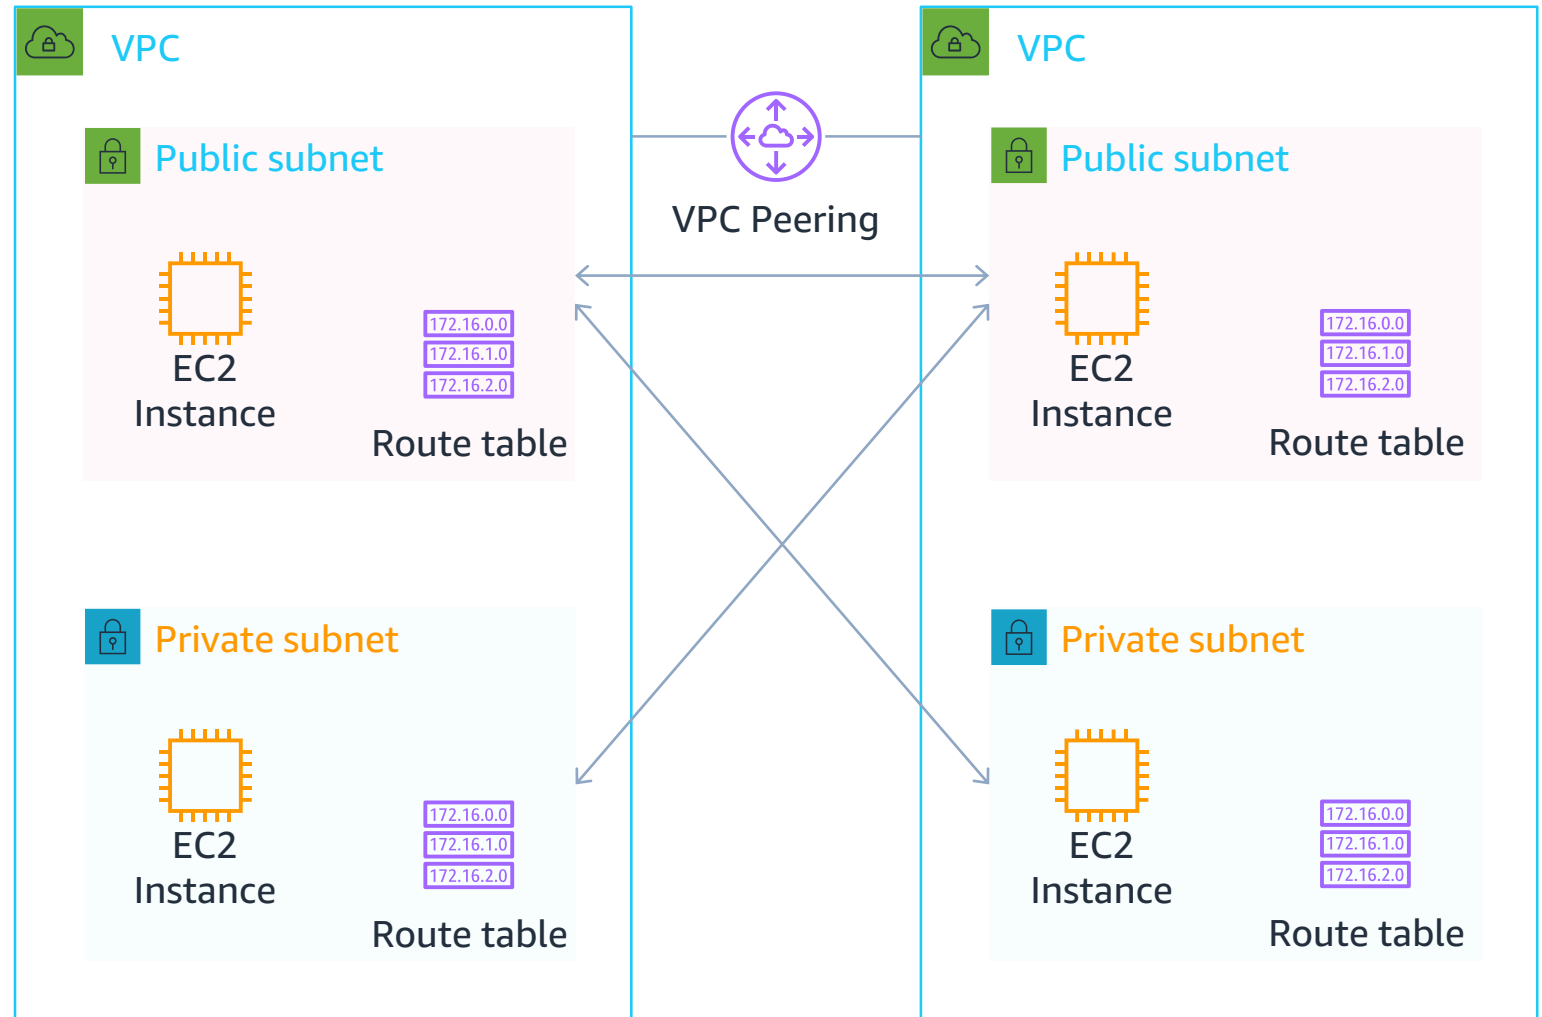 VPC
VPC
Public subnet
Public subnet
VPC Peering
EC2
Instance
172.16.0.0
172.16.1.0
172.16.2.0
Route table
EC2
Instance
172.16.0.0
172.16.1.0
172.16.2.0
Route table
Private subnet
Private subnet
EC2
Instance
172.16.0.0
172.16.1.0
172.16.2.0
Route table
EC2
Instance
172.16.0.0
172.16.1.0
172.16.2.0
Route table